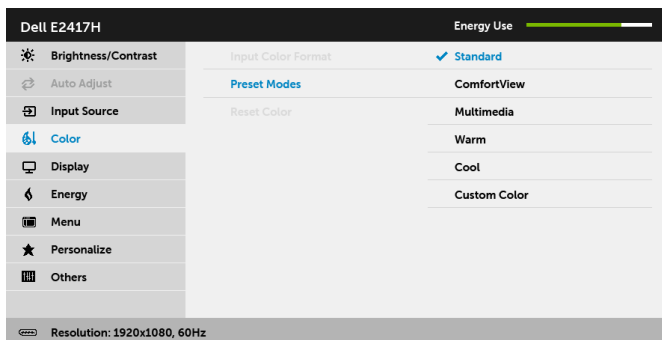 Dell E2417H
Energy Use
Brightness/Contrast
Auto Adjust
Input Source
Color
Display
Energy
Menu
Personalize
Others
Input Color Format
Preset Modes
Reset Color
Standard
ComfortView
Multimedia
Warm
Cool
Custom Color
Resolution: 1920x1080, 60Hz